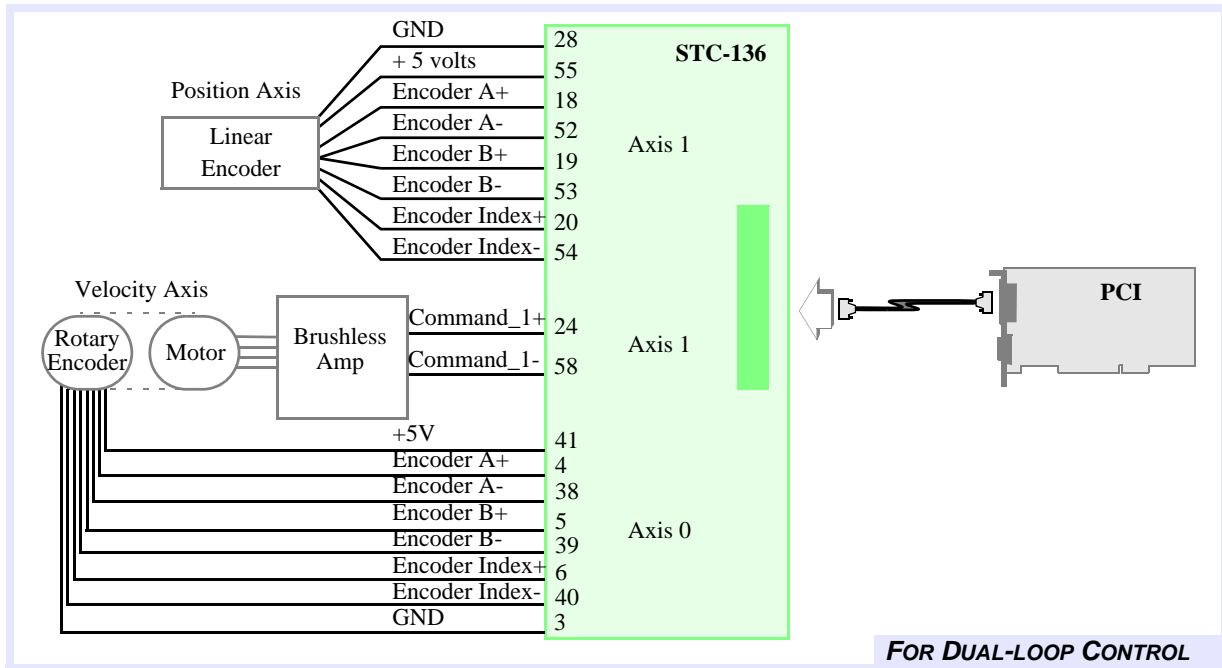 GND
28
STC-136
+ 5 volts
55
Position Axis
Encoder A+
18
Linear
Encoder
Encoder A-
52
Axis 1
Encoder B+
19
Encoder B-
53
Encoder Index+
20
Encoder Index-
54
Velocity Axis
PCI
Rotary
Encoder
Motor
Brushless
Amp
Command_1+
24
Axis 1
Command_1-
58
+5V
41
Encoder A+
4
Encoder A-
38
Encoder B+
5
Axis 0
Encoder B-
39
Encoder Index+
6
Encoder Index-
40
GND
3
FOR DUAL-LOOP CONTROL